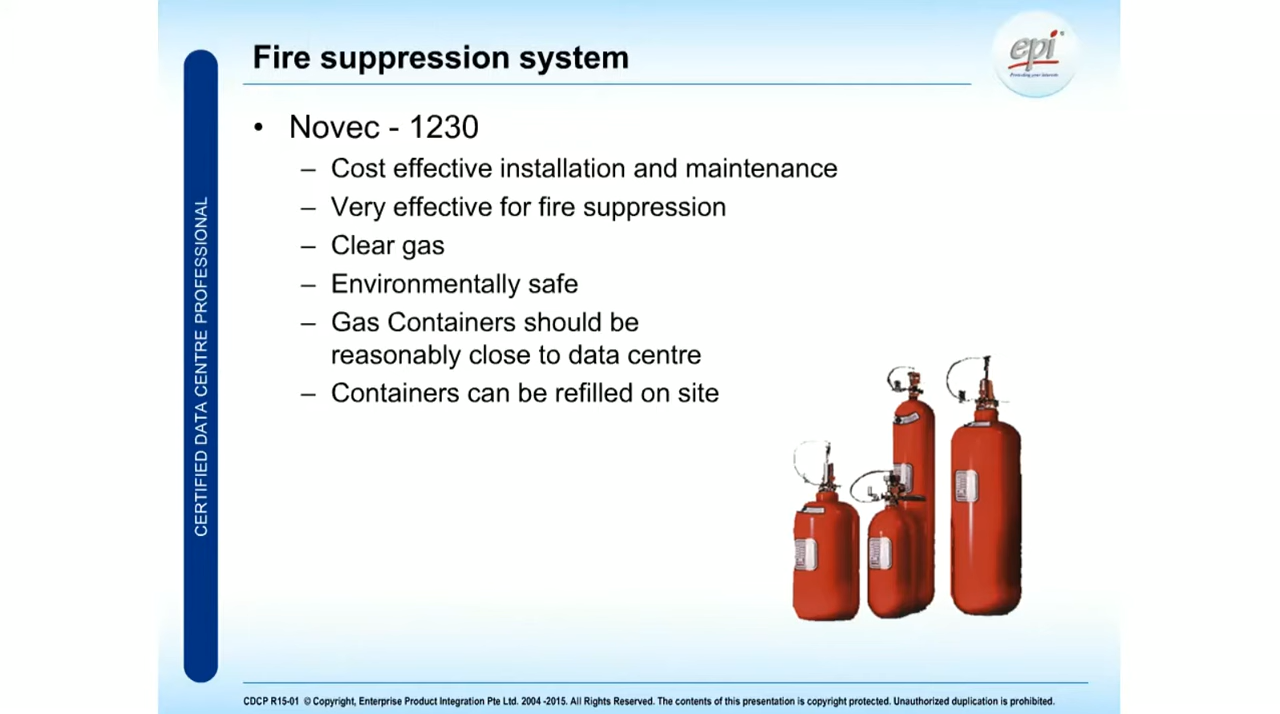 Fire suppression system
epi
Providing your interests
• Novec - 1230
– Cost effective installation and maintenance
– Very effective for fire suppression
– Clear gas
– Environmentally safe
– Gas Containers should be
reasonably close to data centre
– Containers can be refilled on site
CERTIFIED DATA CENTRE PROFESSIONAL
CDCP R15-01 © Copyright, Enterprise Product Integration Pte Ltd. 2004 -2015. All Rights Reserved. The contents of this presentation is copyright protected. Unauthorized duplication is prohibited.